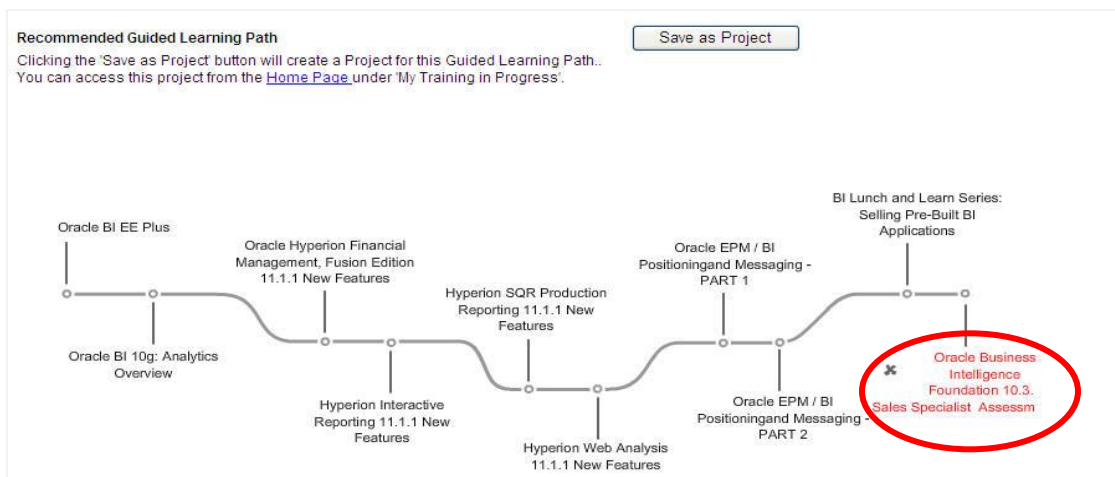 Recommended Guided Learning Path
Save as Project
Clicking the 'Save as Project' button will create a Project for this Guided Learning Path..
You can access this project from the Home Page under 'My Training in Progress'.
Oracle BI EE Plus
Oracle BI 10g: Analytics
Overview
Oracle Hyperion Financial
Management, Fusion Edition
11.1.1 New Features
Hyperion Interactive
Reporting 11.1.1 New
Features
Hyperion SQR Production
Reporting 11.1.1 New
Features
Hyperion Web Analysis
11.1.1 New Features
Oracle EPM / BI
Positioningand Messaging -
PART 1
Oracle EPM / BI
Positioningand Messaging -
PART 2
BI Lunch and Learn Series:
Selling Pre-Built BI
Applications
Oracle Business
Intelligence
Foundation 10.3.
Sales Specialist Assessm